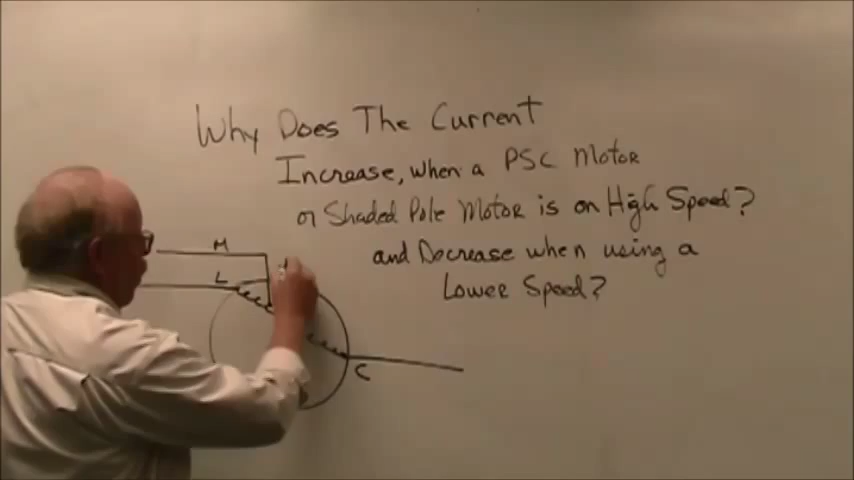 Why Does The Current
Increase, when a PSC Motor
or Shaded Pole Motor is on High Speed?
and Decrease when using a
Lower Speed?
M
L
C